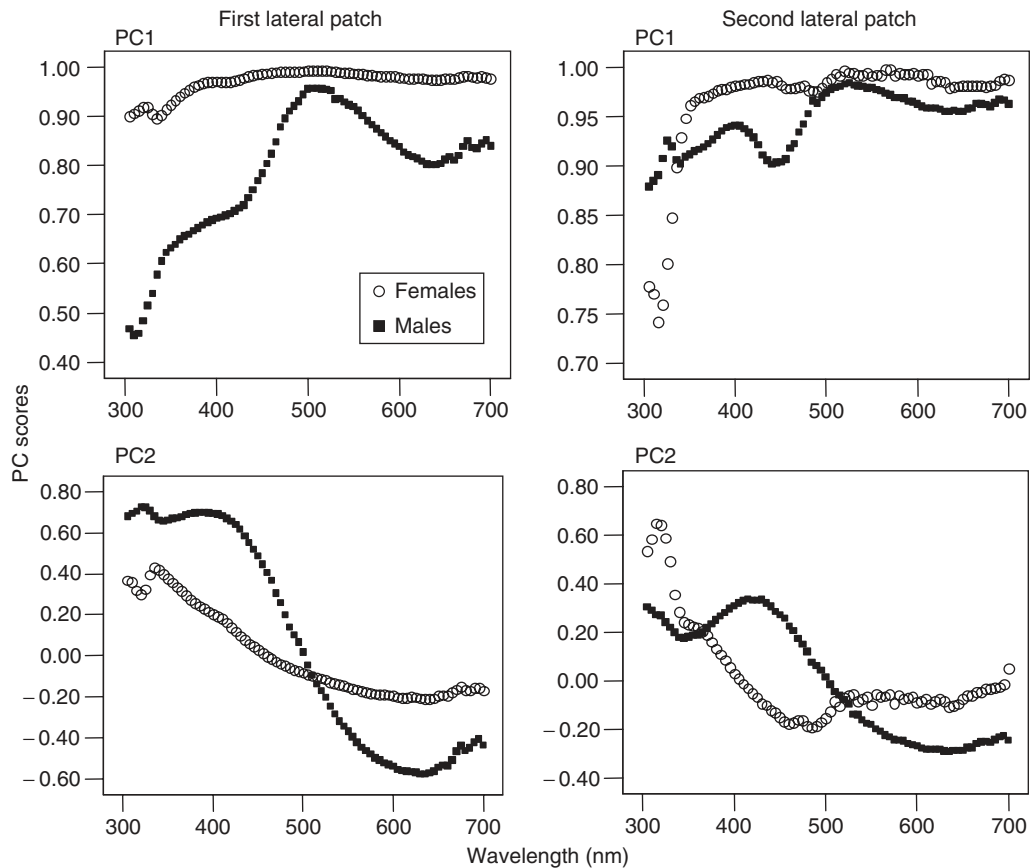 First lateral patch
Second lateral patch
PC1
PC1
1.00
0.90
0.80
0.70
0.60
0.50
0.40
Females
Males
300 400 500 600 700
1.00
0.95
0.90
0.85
0.80
0.75
0.70
300 400 500 600 700
PC scores
PC2
PC2
0.80
0.60
0.40
0.20
0.00
−0.20
−0.40
−0.60
300 400 500 600 700
0.80
0.60
0.40
0.20
0.00
−0.20
−0.40
300 400 500 600 700
Wavelength (nm)